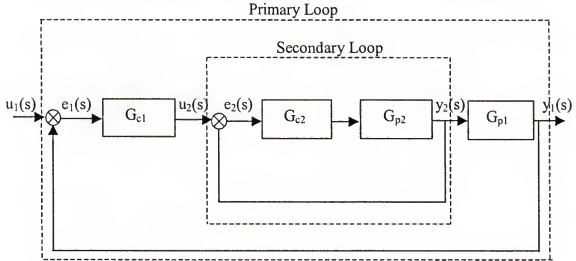 Primary Loop
Secondary Loop
u1(s) e1(s) u2(s) e2(s) y2(s) y1(s)
Gc1 Gc2 Gp2 Gp1